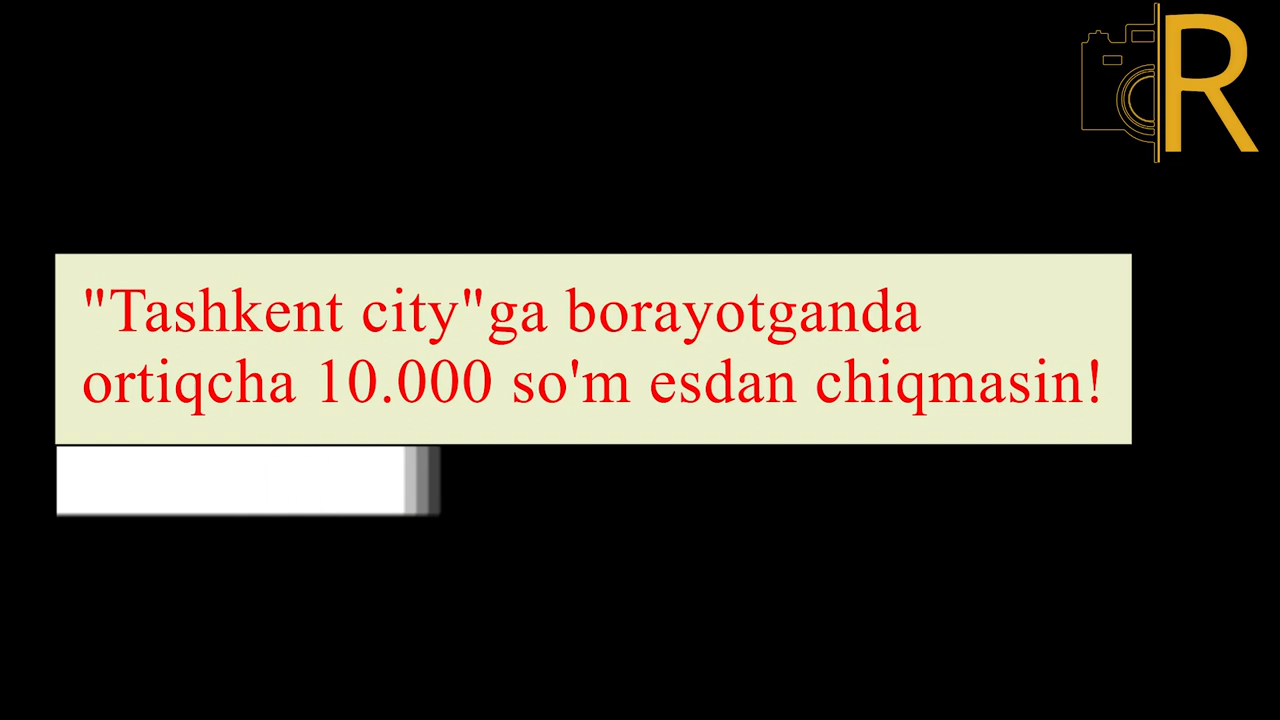 R
"Tashkent city"ga borayotganda
ortiqcha 10.000 so'm esdan chiqmasin!